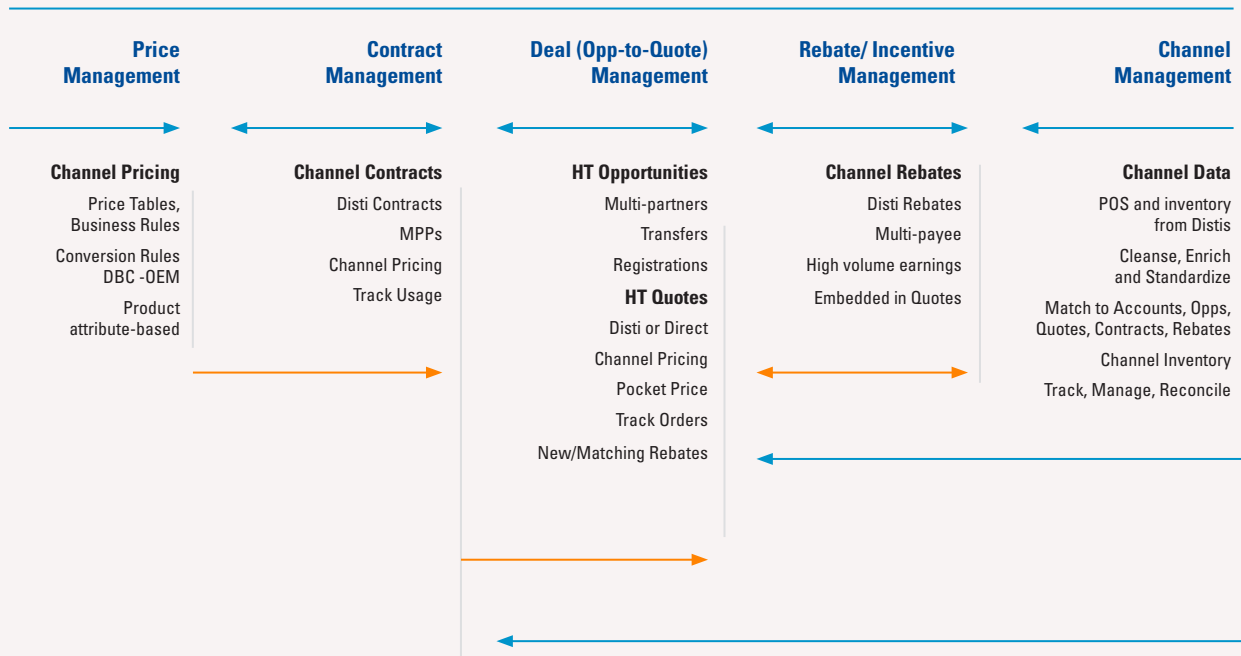 Price
Management
Contract
Management
Deal (Opp-to-Quote)
Management
Rebate/ Incentive
Management
Channel
Management
Channel Pricing
Price Tables,
Business Rules
Conversion Rules
DBC -OEM
Product
attribute-based
Channel Contracts
Disti Contracts
MPPs
Channel Pricing
Track Usage
HT Opportunities
Multi-partners
Transfers
Registrations
HT Quotes
Disti or Direct
Channel Pricing
Pocket Price
Track Orders
New/Matching Rebates
Channel Rebates
Disti Rebates
Multi-payee
High volume earnings
Embedded in Quotes
Channel Data
POS and inventory
from Distis
Cleanse, Enrich
and Standardize
Match to Accounts, Opps,
Quotes, Contracts, Rebates
Channel Inventory
Track, Manage, Reconcile